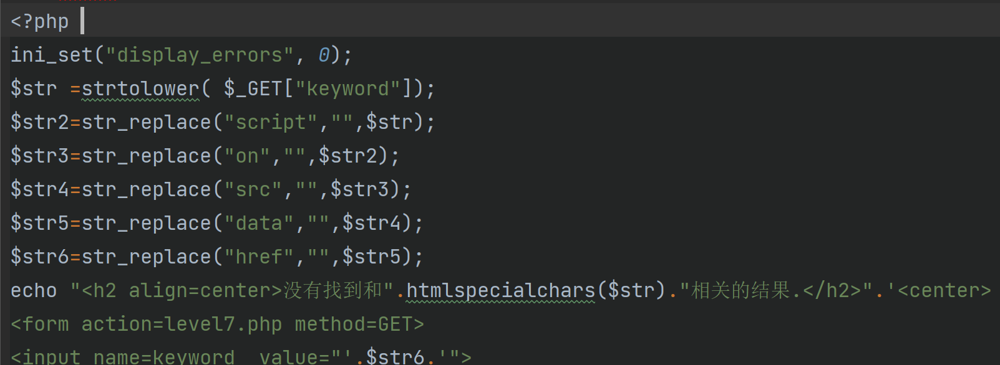 <?php
ini_set("display_errors", 0);
$str =strtolower( $_GET["keyword"]);
$str2=str_replace("script","",$str);
$str3=str_replace("on","",$str2);
$str4=str_replace("src","",$str3);
$str5=str_replace("data","",$str4);
$str6=str_replace("href","",$str5);
echo "<h2 align=center>没有找到和".htmlspecialchars($str)."相关的结果.</h2>".'<center>
<form action=level7.php method=GET>
<input name=keyword  value="'.$str6.'">